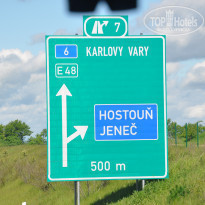 7
6 KARLOVY VARY
E 48
HOSTOUŇ
JENEČ
500 m
TOP HOTELS